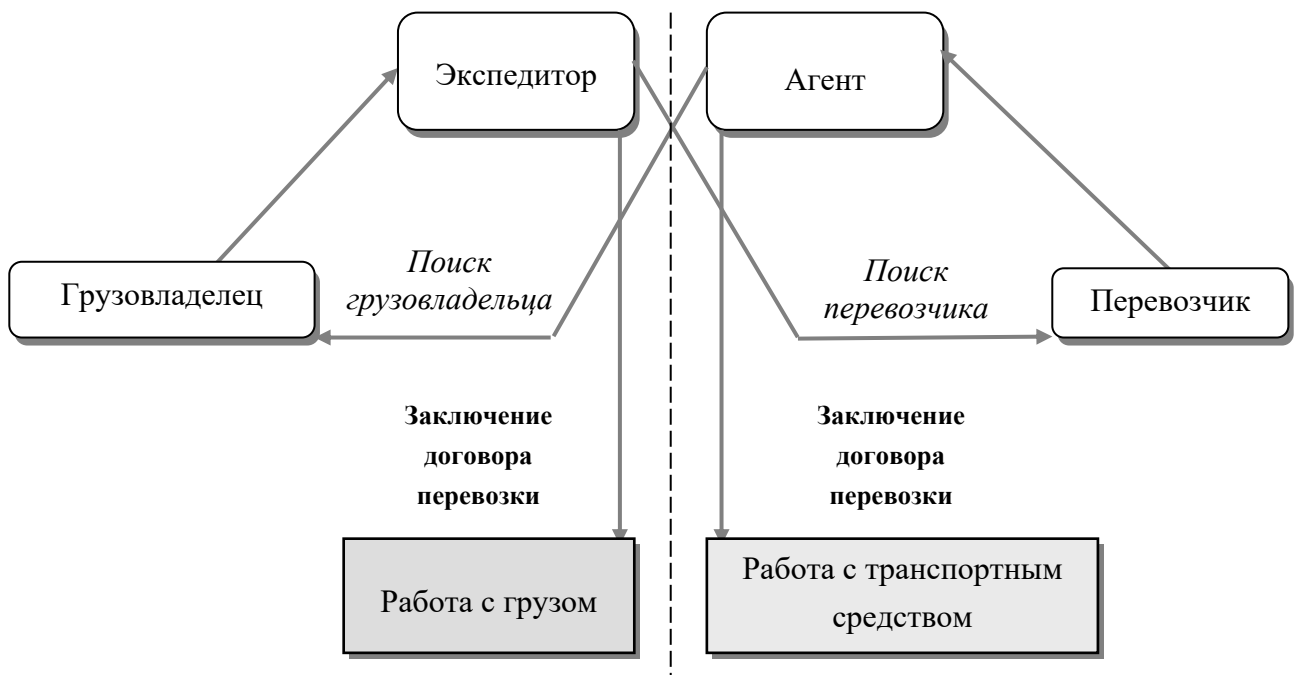 Экспедитор
Агент
Грузовладелец
Поиск
грузовладельца
Поиск
перевозчика
Перевозчик
Заключение
договора
перевозки
Заключение
договора
перевозки
Работа с грузом
Работа с транспортным
средством